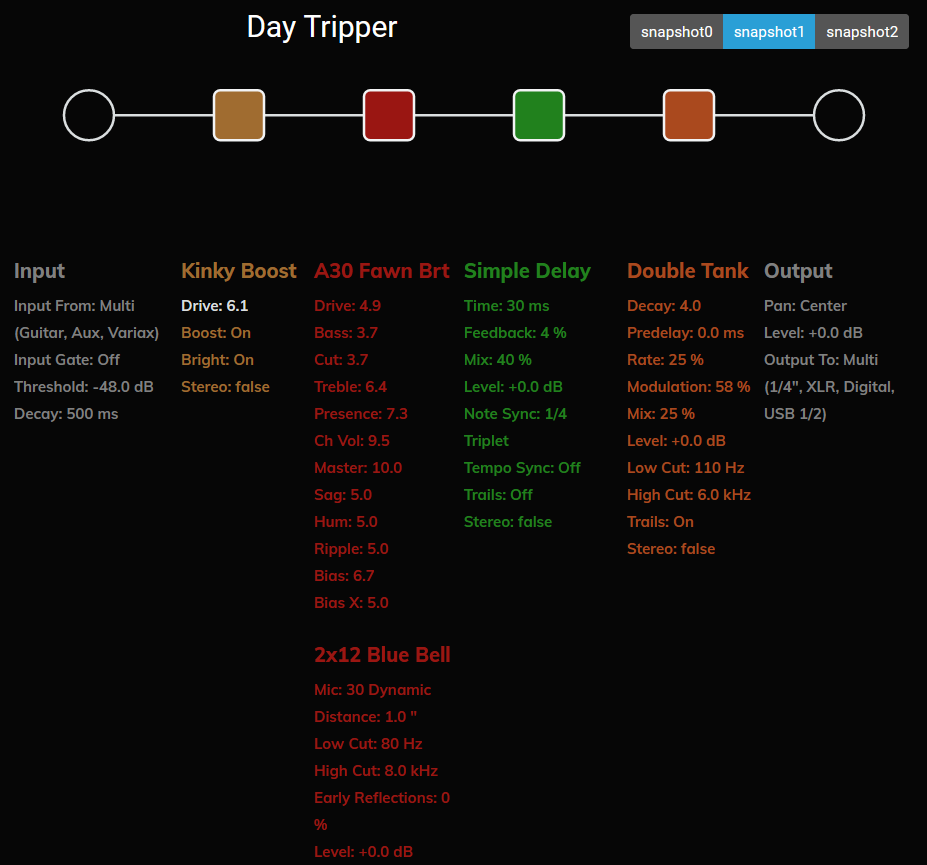 Day Tripper
snapshot0
snapshot1
snapshot2
Input
Input From: Multi
(Guitar, Aux, Variax)
Input Gate: Off
Threshold: -48.0 dB
Decay: 500 ms
Kinky Boost
Drive: 6.1
Boost: On
Bright: On
Stereo: false
A30 Fawn Brt
Drive: 4.9
Bass: 3.7
Cut: 3.7
Treble: 6.4
Presence: 7.3
Ch Vol: 9.5
Master: 10.0
Sag: 5.0
Hum: 5.0
Ripple: 5.0
Bias: 6.7
Bias X: 5.0
2x12 Blue Bell
Mic: 30 Dynamic
Distance: 1.0 "
Low Cut: 80 Hz
High Cut: 8.0 kHz
Early Reflections: 0
%
Level: +0.0 dB
Simple Delay
Time: 30 ms
Feedback: 4 %
Mix: 40 %
Level: +0.0 dB
Note Sync: 1/4
Triplet
Tempo Sync: Off
Trails: Off
Stereo: false
Double Tank
Decay: 4.0
Predelay: 0.0 ms
Rate: 25 %
Modulation: 58 %
Mix: 25 %
Level: +0.0 dB
Low Cut: 110 Hz
High Cut: 6.0 kHz
Trails: On
Stereo: false
Output
Pan: Center
Level: +0.0 dB
Output To: Multi
(1/4", XLR, Digital,
USB 1/2)